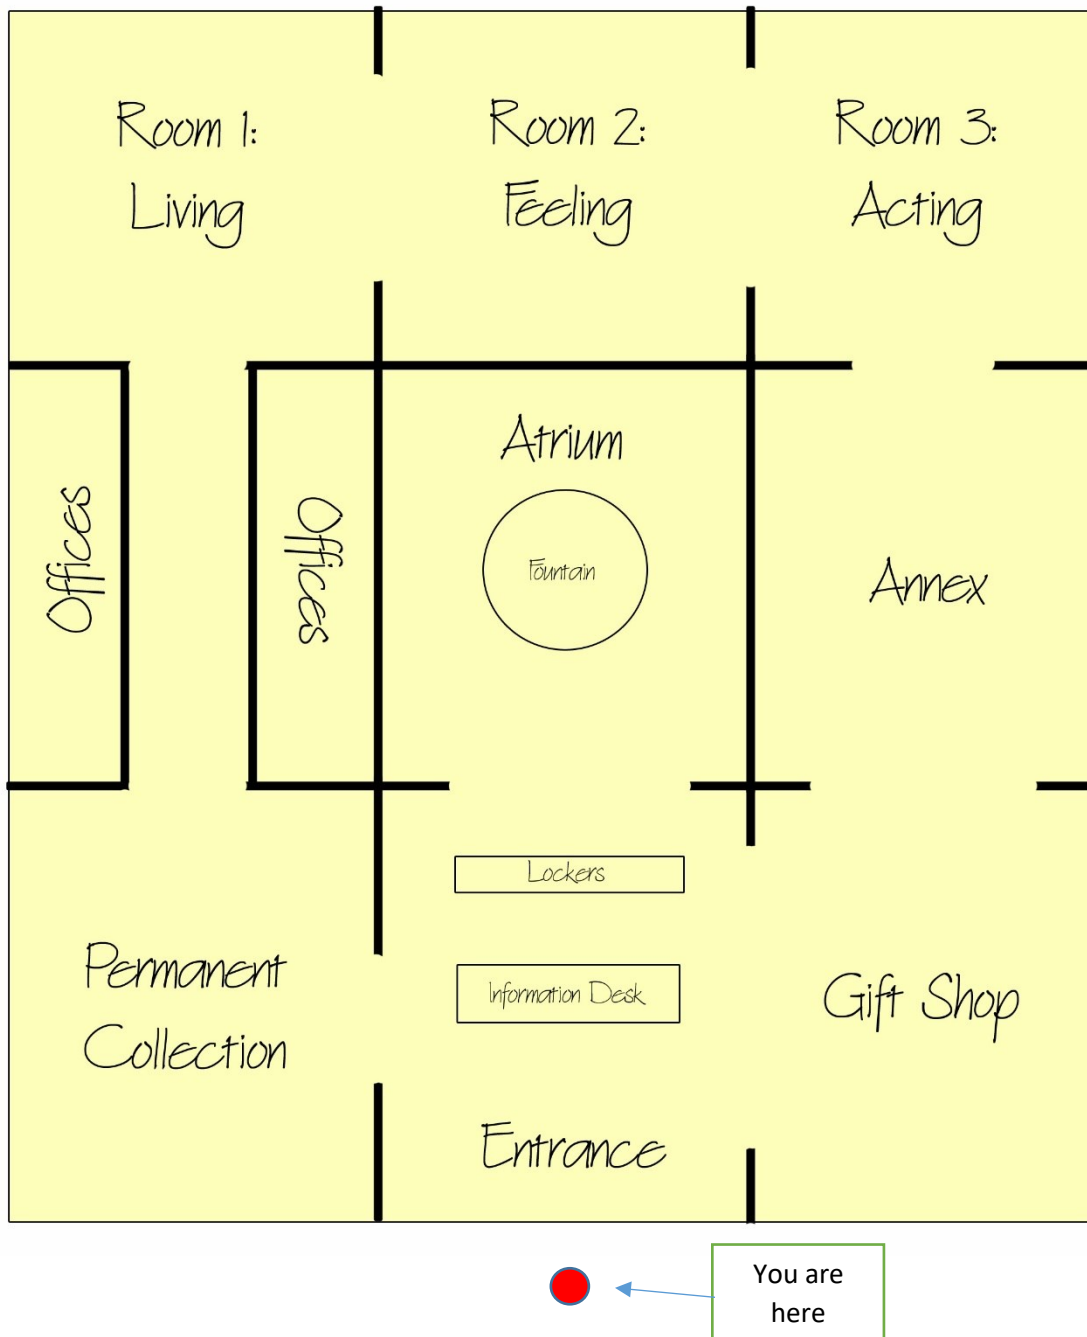 Room 1:
Living
Room 2:
Feeling
Room 3:
Acting
Offices
Offices
Atrium
Fountain
Annex
Lockers
Permanent
Collection
Information Desk
Gift Shop
Entrance
You are
here